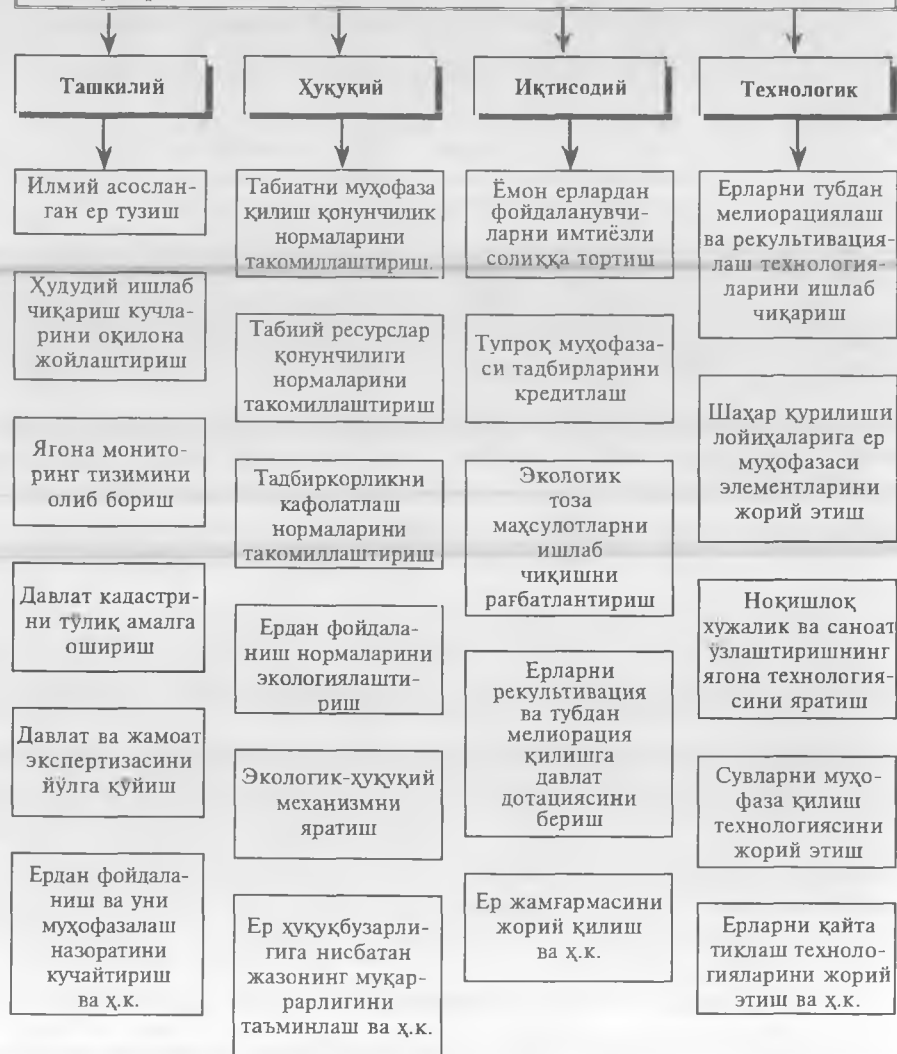 Ташкилий
Илмий асослан-
ган ер тузиш
Ҳудудий ишлаб
чиқариш кучла-
рини оқилона
жойлаштириш
Ягона монито-
ринг тизимини
олиб бориш
Давлат кадастри-
ни тўлиқ амалга
ошириш
Давлат ва жамоат
экспертизасини
йўлга қўйиш
Ердан фойдала-
ниш ва уни
муҳофазалаш
назоратини
кучайтириш
ва ҳ.к.
Ҳуқуқий
Табиатни муҳофаза
қилиш қонунчилик
нормаларини
такомиллаштириш.
Табиий ресурслар
қонунчилиги
нормаларини
такомиллаштириш
Тадбиркорликни
кафолатлаш
нормаларини
такомиллаштириш
Ердан фойдала-
ниш нормаларини
экологиялашти-
риш
Экологик-ҳуқуқий
механизмни
яратиш
Ер ҳуқуқбузарли-
гига нисбатан
жазонинг муқар-
рарлигини
таъминлаш ва ҳ.к.
Иқтисодий
Ёмон ерлардан
фойдаланувчи-
ларни имтиёзли
солиққа тортиш
Тупроқ муҳофаза-
си тадбирларини
кредитлаш
Экологик
тоза
маҳсулотларни
ишлаб
чиқишни
рағбатлантириш
Ерларни
рекультивация
ва тубдан
мелиорация
қилишга
давлат
дотациясини
бериш
Ер жамғармасини
жорий қилиш
ва ҳ.к.
Технологик
Ерларни тубдан
мелиорациялаш
ва рекультивация-
лаш технология-
ларини ишлаб
чиқариш
Шаҳар қурилиши
лойиҳаларига ер
муҳофазаси
элементларини
жорий этиш
Ноқишлоқ
хужалик ва саноат
ўзлаштиришнинг
ягона технология-
сини яратиш
Сувларни муҳо-
фаза қилиш
технологиясини
жорий этиш
Ерларни қайта
тиклаш техноло-
гияларини жорий
этиш ва ҳ.к.